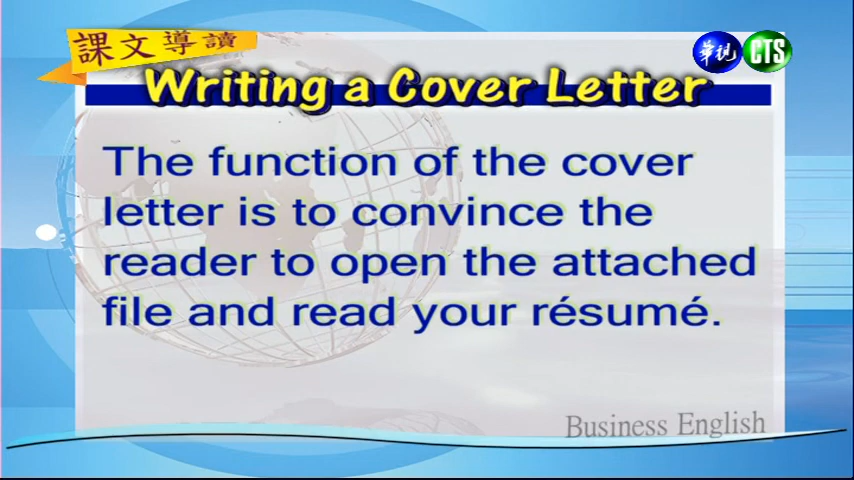 課文導讀
華視 CTS
Writing a Cover Letter
The function of the cover
letter is to convince the
reader to open the attached
file and read your résumé.
Business English